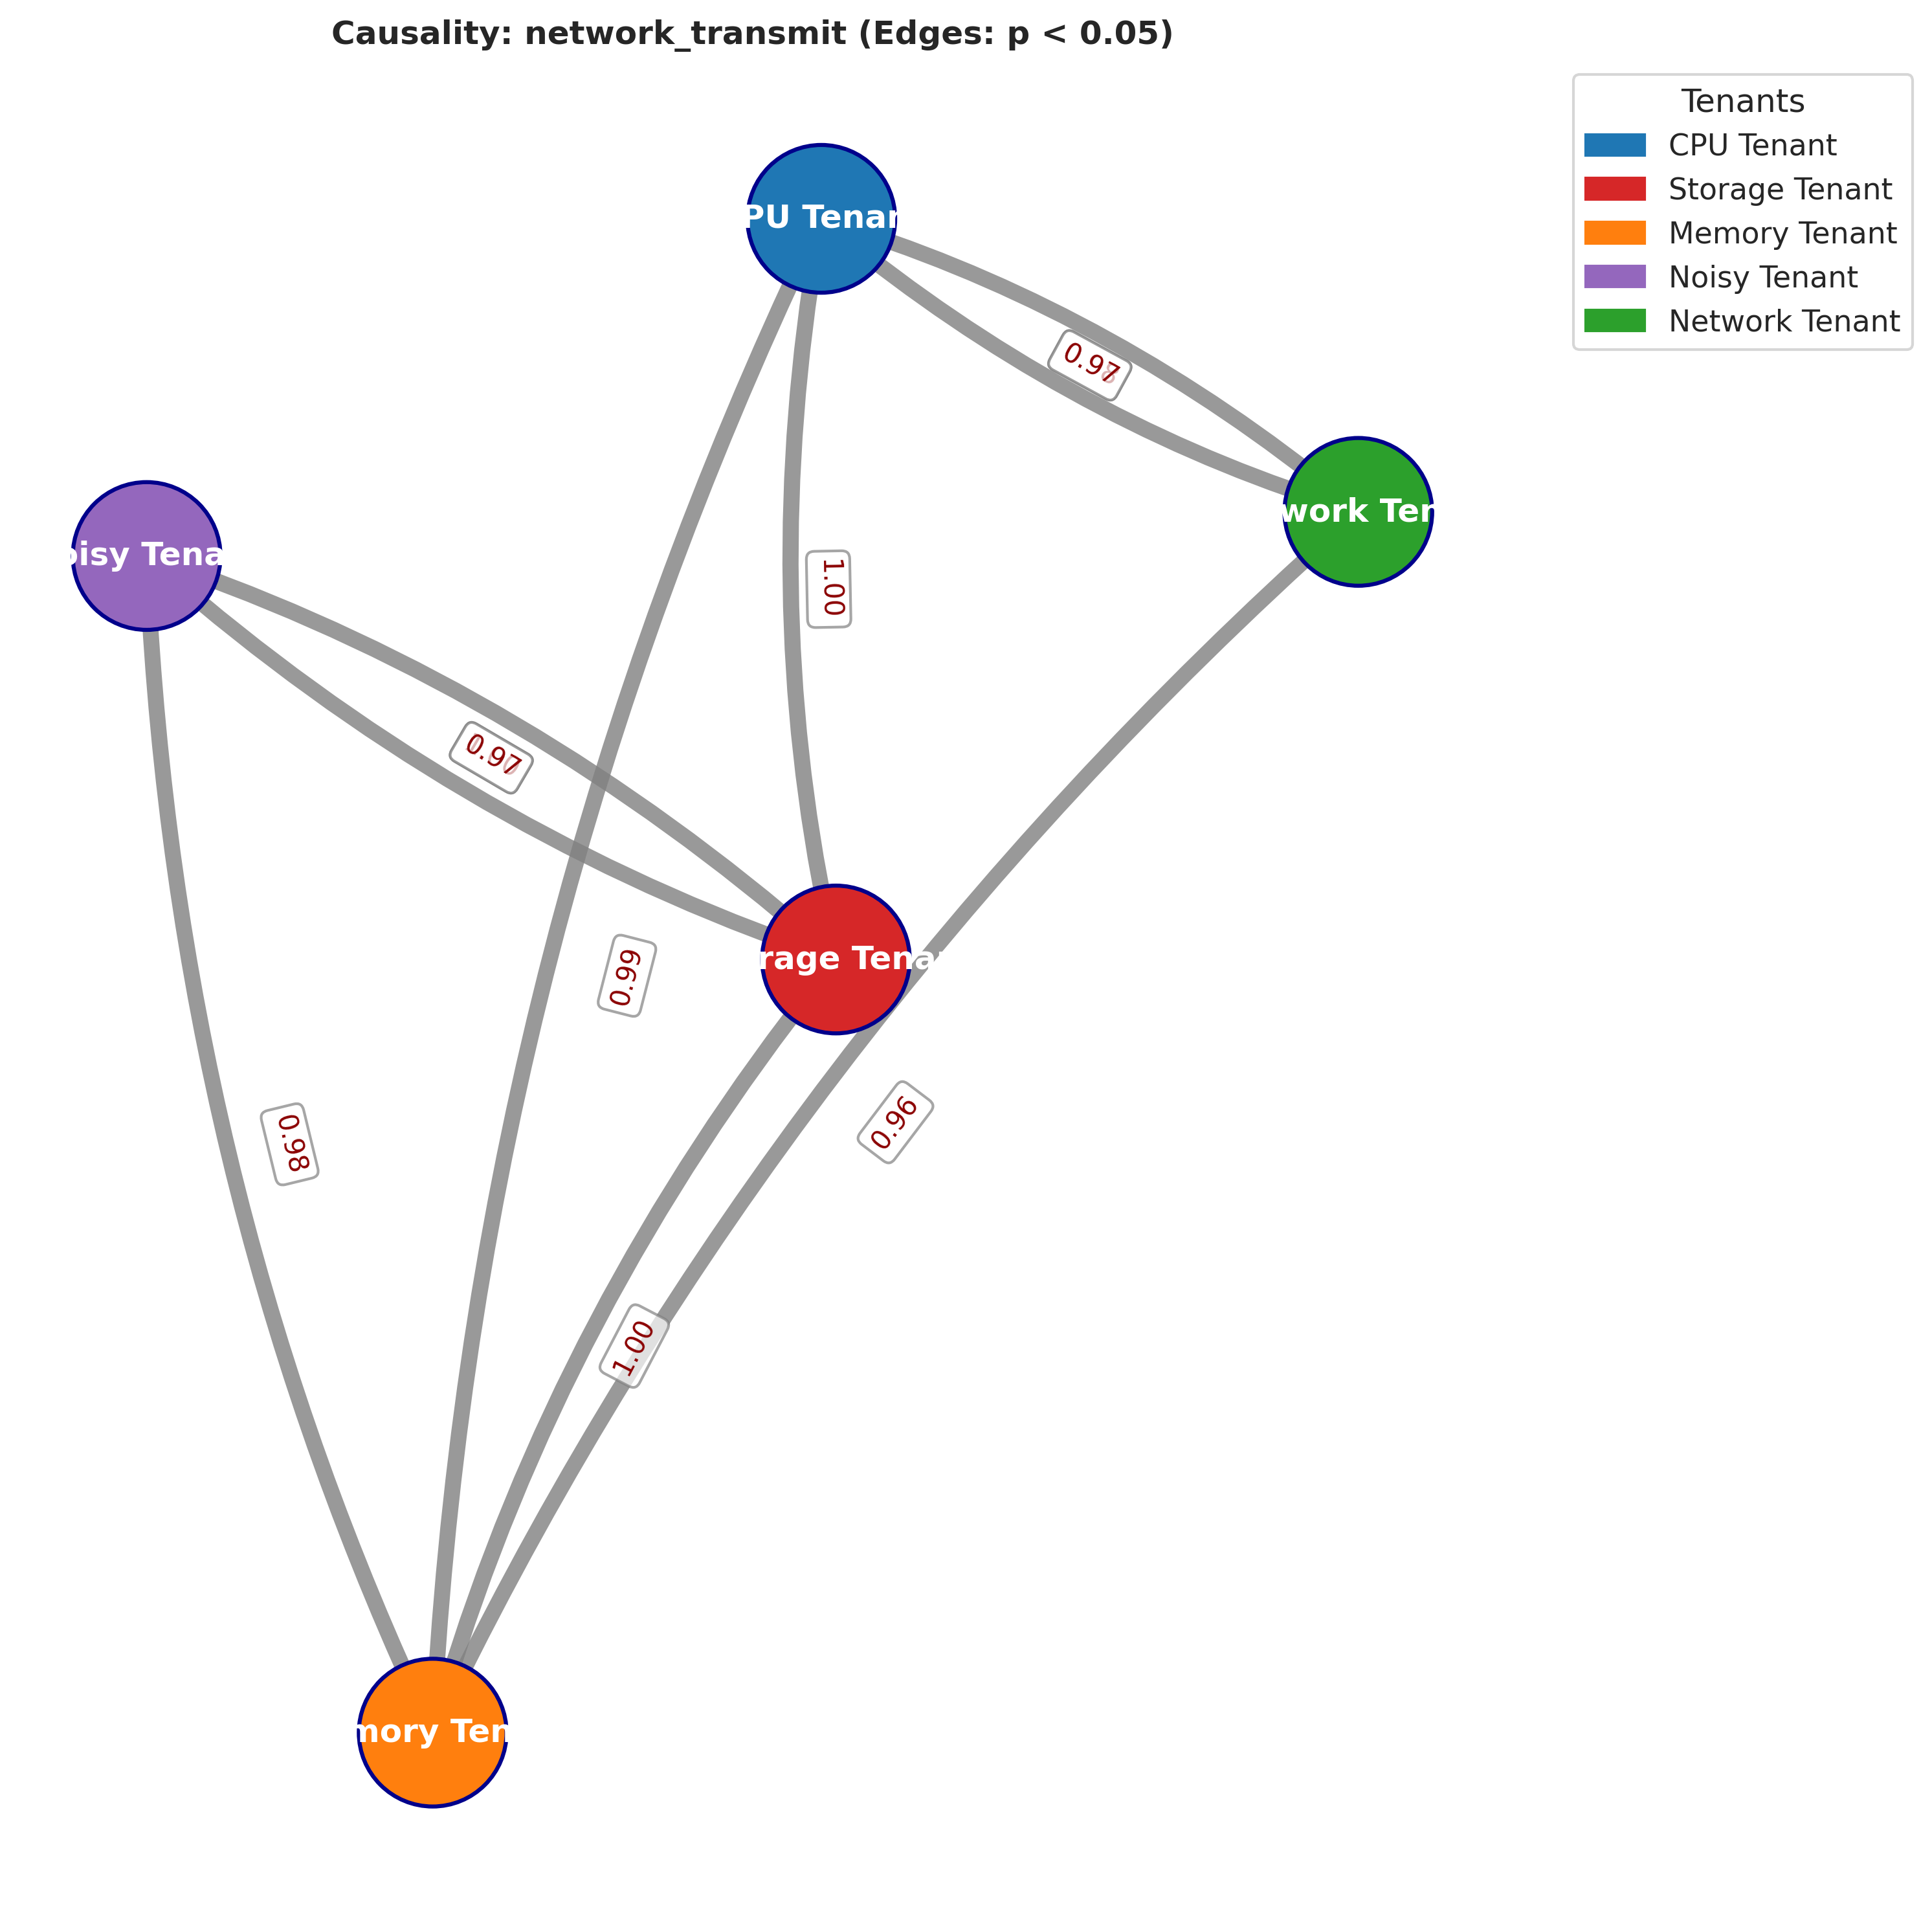 Causality: network_transmit (Edges: p < 0.05)
Tenants
CPU Tenant
Storage Tenant
Memory Tenant
Noisy Tenant
Network Tenant
PU Tenan
0.97
work Ten
oisy Tena
1.00
0.97
rage Tena
0.99
0.96
0.98
1.00
mory Ten